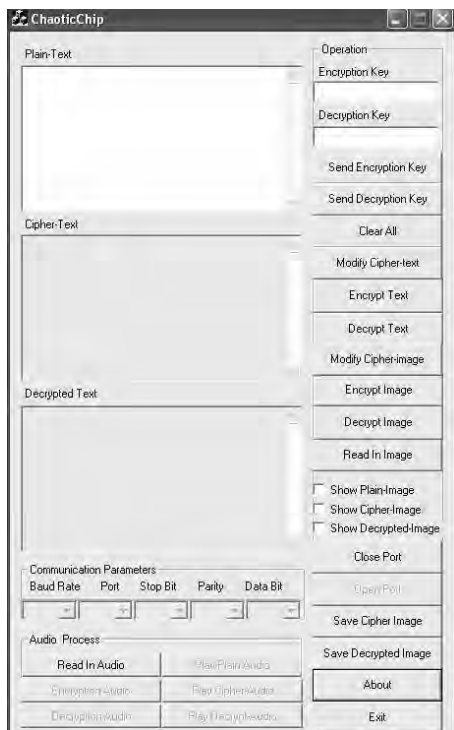 ChaoticChip
Plain-Text
Cipher-Text
Decrypted Text
Communication Parameters
Baud Rate Port Stop Bit Parity Data Bit
Audio Process
Read In Audio
Play Plain Audio
Encryption Audio
Play Cipher Audio
Decryption Audio
Play Decrypt Audio
Operation
Encryption Key
Decryption Key
Send Encryption Key
Send Decryption Key
Clear All
Modify Cipher-text
Encrypt Text
Decrypt Text
Modify Cipher-image
Encrypt Image
Decrypt Image
Read In Image
Show Plain-Image
Show Cipher-Image
Show Decrypted-Image
Close Port
Open Port
Save Cipher Image
Save Decrypted Image
About
Exit